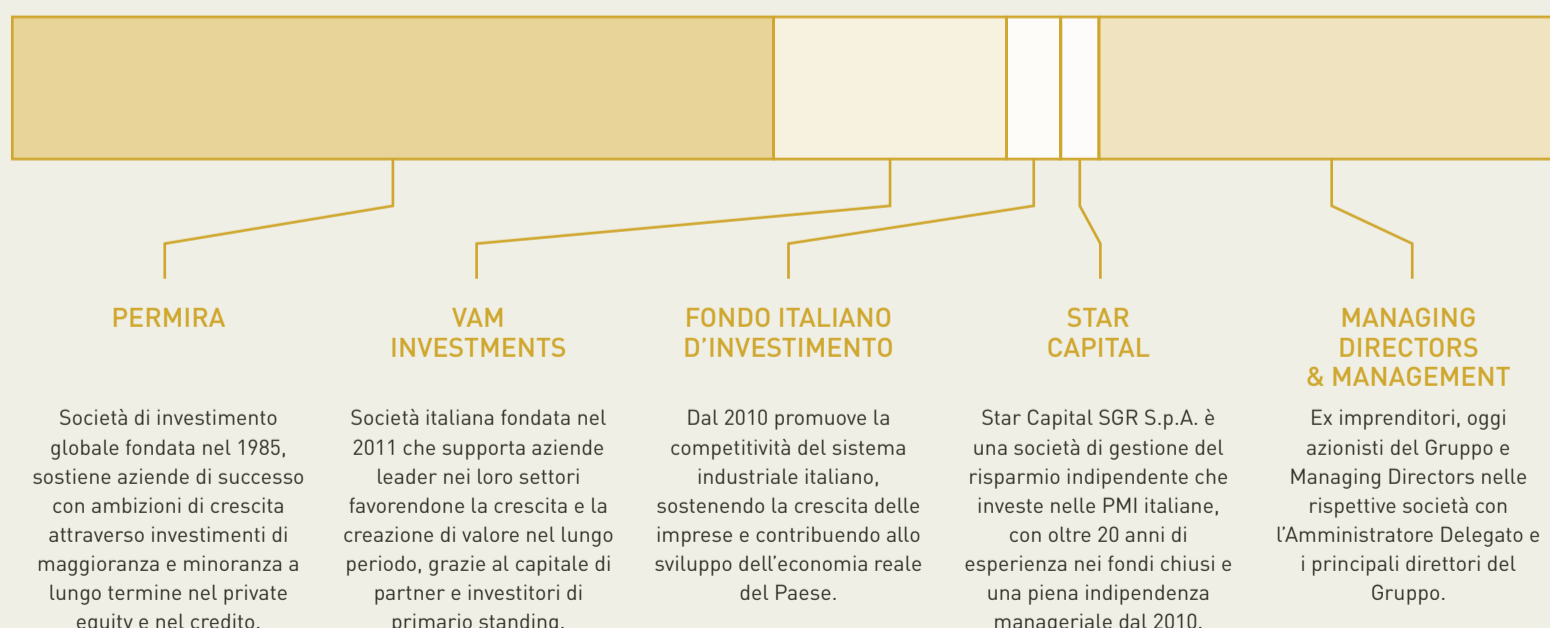 PERMIRA
Società di investimento
globale fondata nel 1985,
sostiene aziende di successo
con ambizioni di crescita
attraverso investimenti di
maggioranza e minoranza a
lungo termine nel private
equity e nel credito.
VAM
INVESTMENTS
Società italiana fondata nel
2011 che supporta aziende
leader nei loro settori
favorendone la crescita e la
creazione di valore nel lungo
periodo, grazie al capitale di
partner e investitori di
primario standing.
FONDO ITALIANO
D’INVESTIMENTO
Dal 2010 promuove la
competitività del sistema
industriale italiano,
sostenendo la crescita delle
imprese e contribuendo allo
sviluppo dell’economia reale
del Paese.
STAR
CAPITAL
Star Capital SGR S.p.A. è
una società di gestione del
risparmio indipendente che
investe nelle PMI italiane,
con oltre 20 anni di
esperienza nei fondi chiusi e
una piena indipendenza
manageriale dal 2010.
MANAGING
DIRECTORS
& MANAGEMENT
Ex imprenditori, oggi
azionisti del Gruppo e
Managing Directors nelle
rispettive società con
l’Amministratore Delegato e
i principali direttori del
Gruppo.